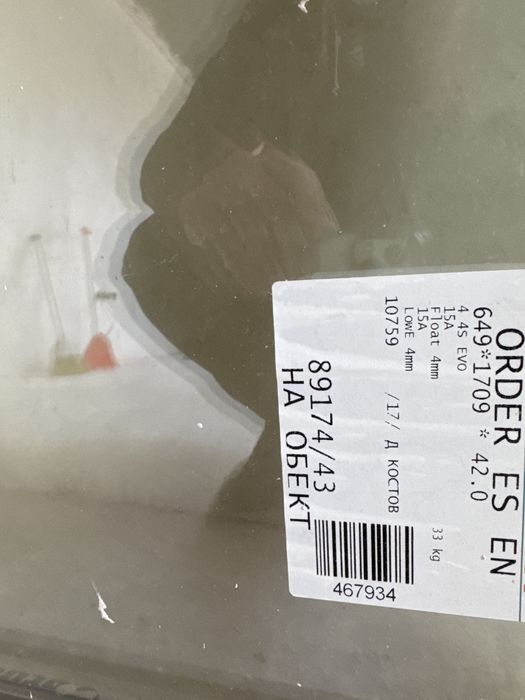 ORDER ES EN
649*1709 * 42.0
4 4S EVO
15A
Float 4mm 33 kg
15A
LOWE 4mm
10759 /17/ Д КОСТОВ
89174/43
НА ОБЕКТ
467934